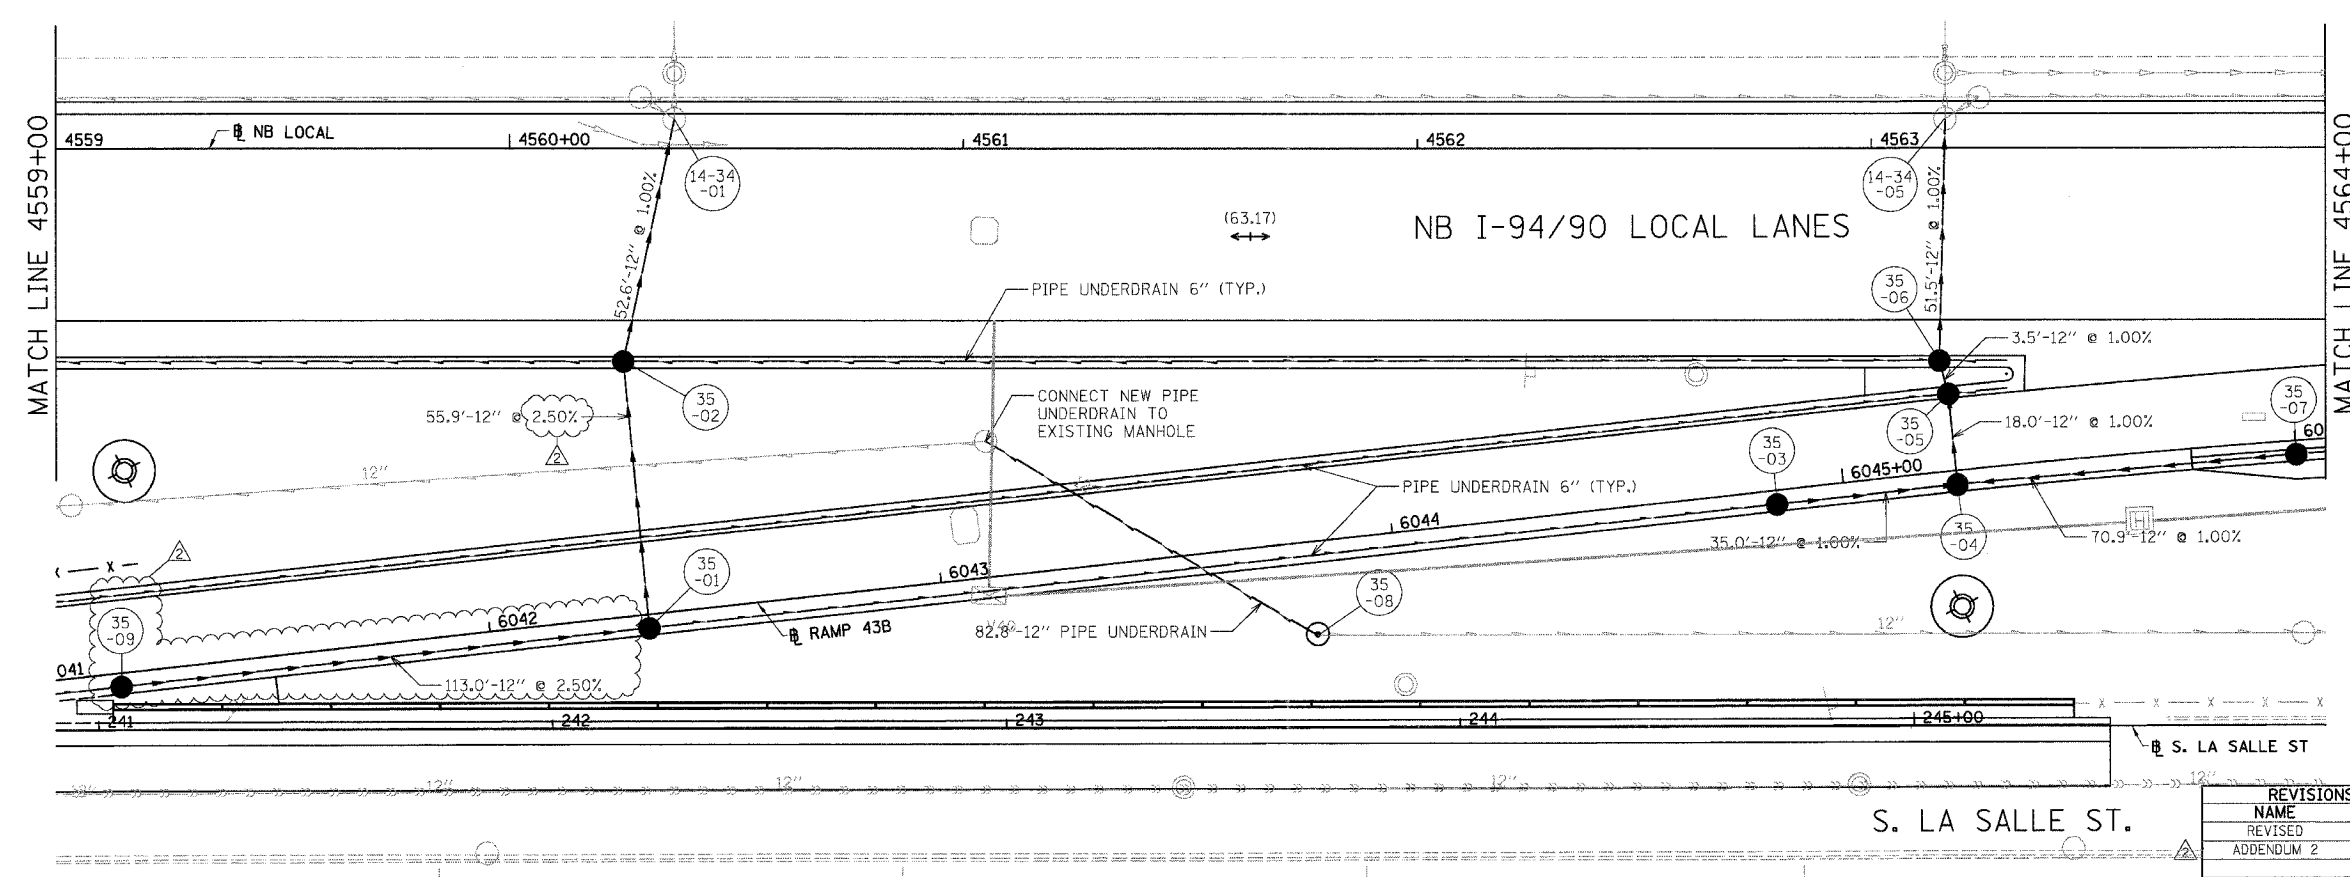 MATCH LINE 4559+00
4559
℄ NB LOCAL
4560+00
4561
4562
4563
MATCH LINE 4564+00
14-34
-01
14-34
-05
52.6'-12" @ 1.00%
51.5'-12" @ 1.00%
(63.17)
NB I-94/90 LOCAL LANES
PIPE UNDERDRAIN 6" (TYP.)
35
-06
3.5'-12" @ 1.00%
55.9'-12" @ 2.50%
2
35
-02
CONNECT NEW PIPE
UNDERDRAIN TO
EXISTING MANHOLE
35
-05
18.0'-12" @ 1.00%
35
-07
60
12"
35
-03
6045+00
PIPE UNDERDRAIN 6" (TYP.)
6044
35.0'-12" @ 1.00%
35
-04
70.9'-12" @ 1.00%
H
2
X
X
35
-01
6043
35
-08
35
-09
6042
B RAMP 43B
82.8'-12" PIPE UNDERDRAIN
12"
041
113.0'-12" @ 2.50%
241
242
243
244
245+00
X X X X X
B S. LA SALLE ST
12"
12"
12"
12"
S. LA SALLE ST.
2
REVISIONS
NAME
REVISED
ADDENDUM 2